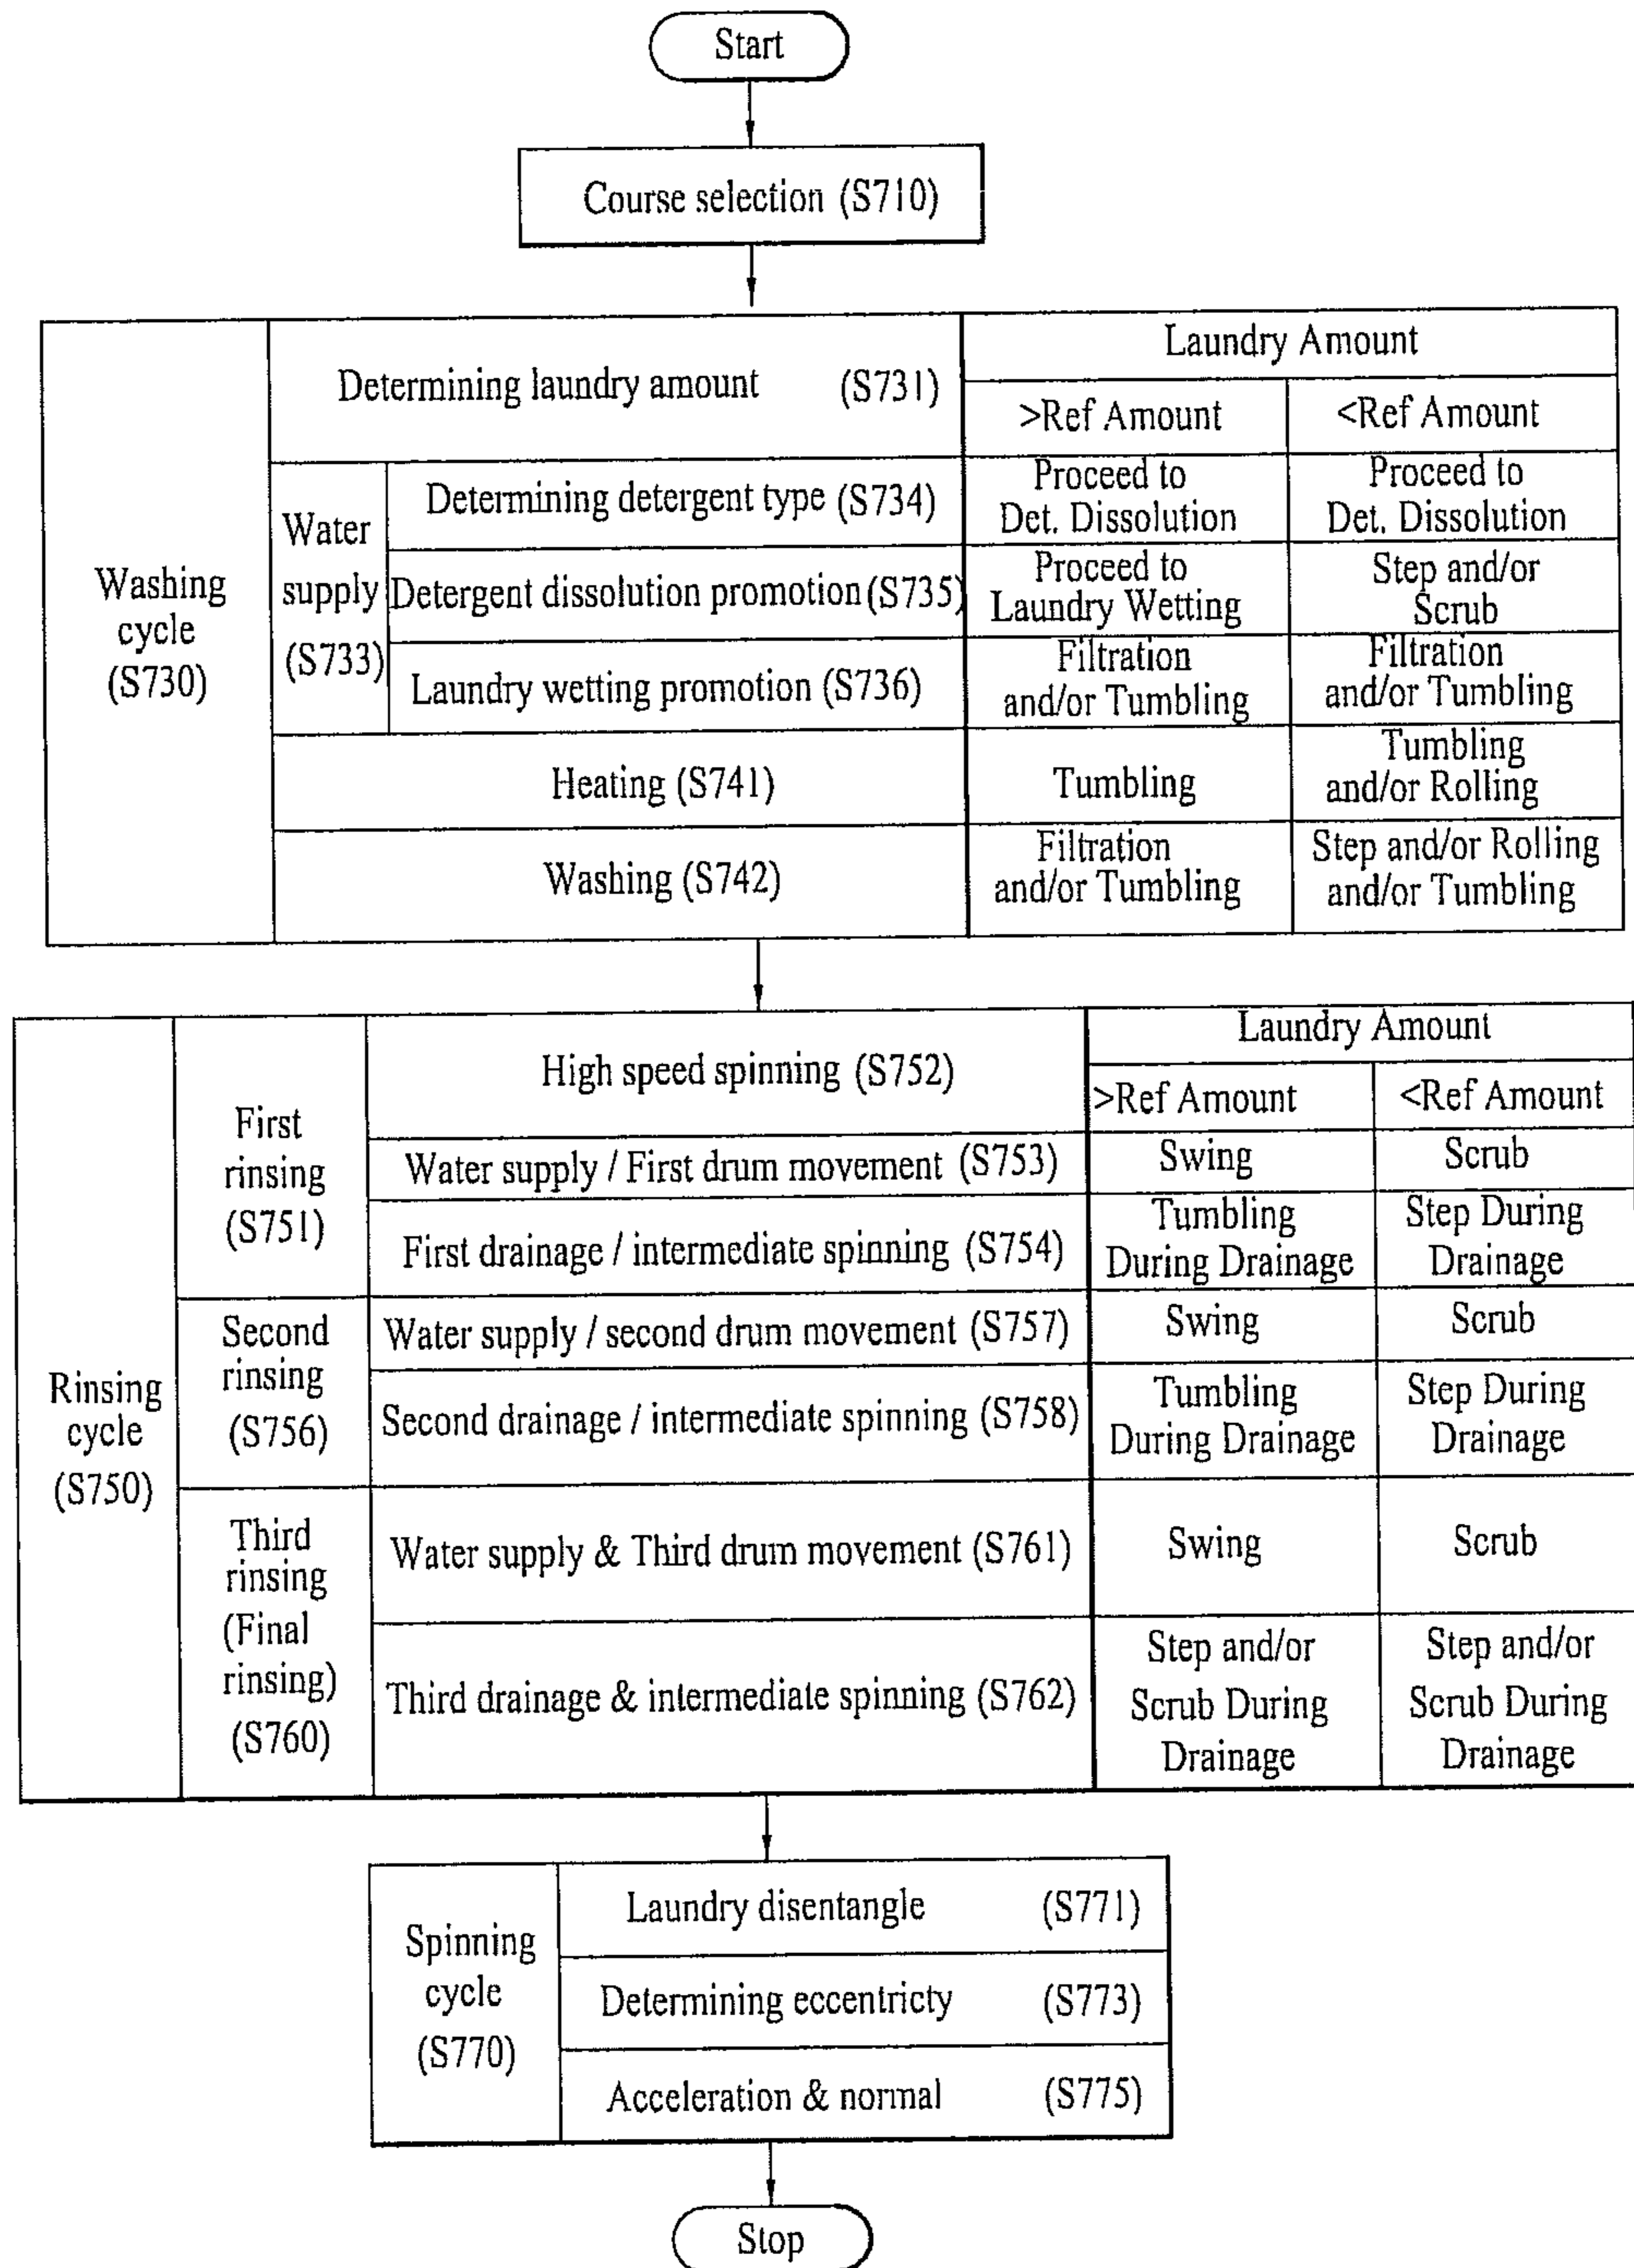 Start
Course selection (S710)
Washing
cycle
(S730)
Determining laundry amount (S731)
Laundry Amount
>Ref Amount
<Ref Amount
Water
supply
(S733)
Determining detergent type (S734)
Proceed to
Det. Dissolution
Proceed to
Det. Dissolution
Detergent dissolution promotion (S735)
Proceed to
Laundry Wetting
Step and/or
Scrub
Laundry wetting promotion (S736)
Filtration
and/or Tumbling
Filtration
and/or Tumbling
Heating (S741)
Tumbling
Tumbling
and/or Rolling
Washing (S742)
Filtration
and/or Tumbling
Step and/or Rolling
and/or Tumbling
Rinsing
cycle
(S750)
First
rinsing
(S751)
High speed spinning (S752)
Laundry Amount
>Ref Amount
<Ref Amount
Water supply / First drum movement (S753)
Swing
Scrub
First drainage / intermediate spinning (S754)
Tumbling
During Drainage
Step During
Drainage
Second
rinsing
(S756)
Water supply / second drum movement (S757)
Swing
Scrub
Second drainage / intermediate spinning (S758)
Tumbling
During Drainage
Step During
Drainage
Third
rinsing
(Final
rinsing)
(S760)
Water supply & Third drum movement (S761)
Swing
Scrub
Third drainage & intermediate spinning (S762)
Step and/or
Scrub During
Drainage
Step and/or
Scrub During
Drainage
Spinning
cycle
(S770)
Laundry disentangle (S771)
Determining eccentricty (S773)
Acceleration & normal (S775)
Stop